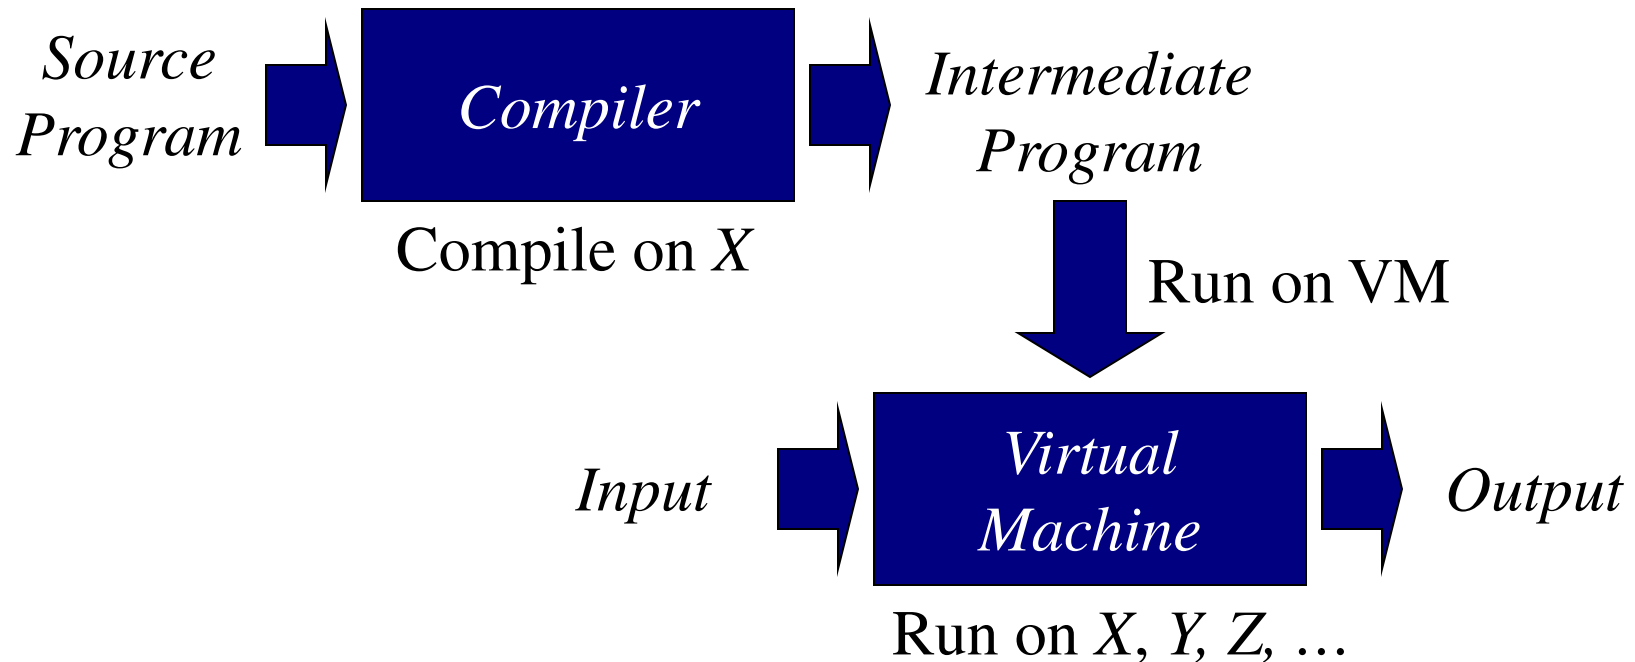 Source
Program
Compiler
Intermediate
Program
Compile on X
Run on VM
Input
Virtual
Machine
Output
Run on X, Y, Z, …